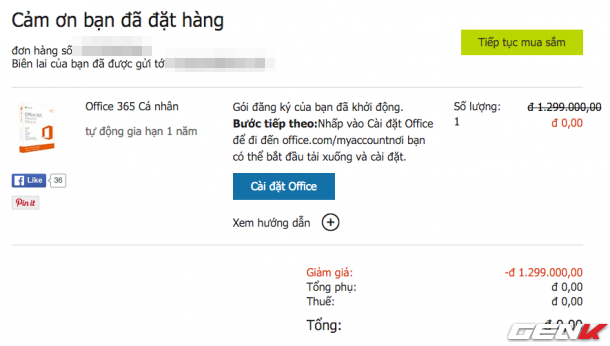 Cảm ơn bạn đã đặt hàng
Tiếp tục mua sắm
đơn hàng số
Biên lai của bạn đã được gửi tớ
Office 365 Cá nhân
tự động gia hạn 1 năm
Like 36
Pin it
Gói đăng ký của bạn đã khởi động.
Bước tiếp theo:Nhấp vào Cài đặt Office
để đi đến office.com/myaccountnơi bạn
có thể bắt đầu tải xuống và cài đặt.
Cài đặt Office
Xem hướng dẫn
Số lượng:
1
đ 1.299.000,00
đ 0,00
Giảm giá: -đ 1.299.000,00
Tổng phụ: đ 0,00
Thuế: đ 0,00
Tổng: đ 0,00
GENK